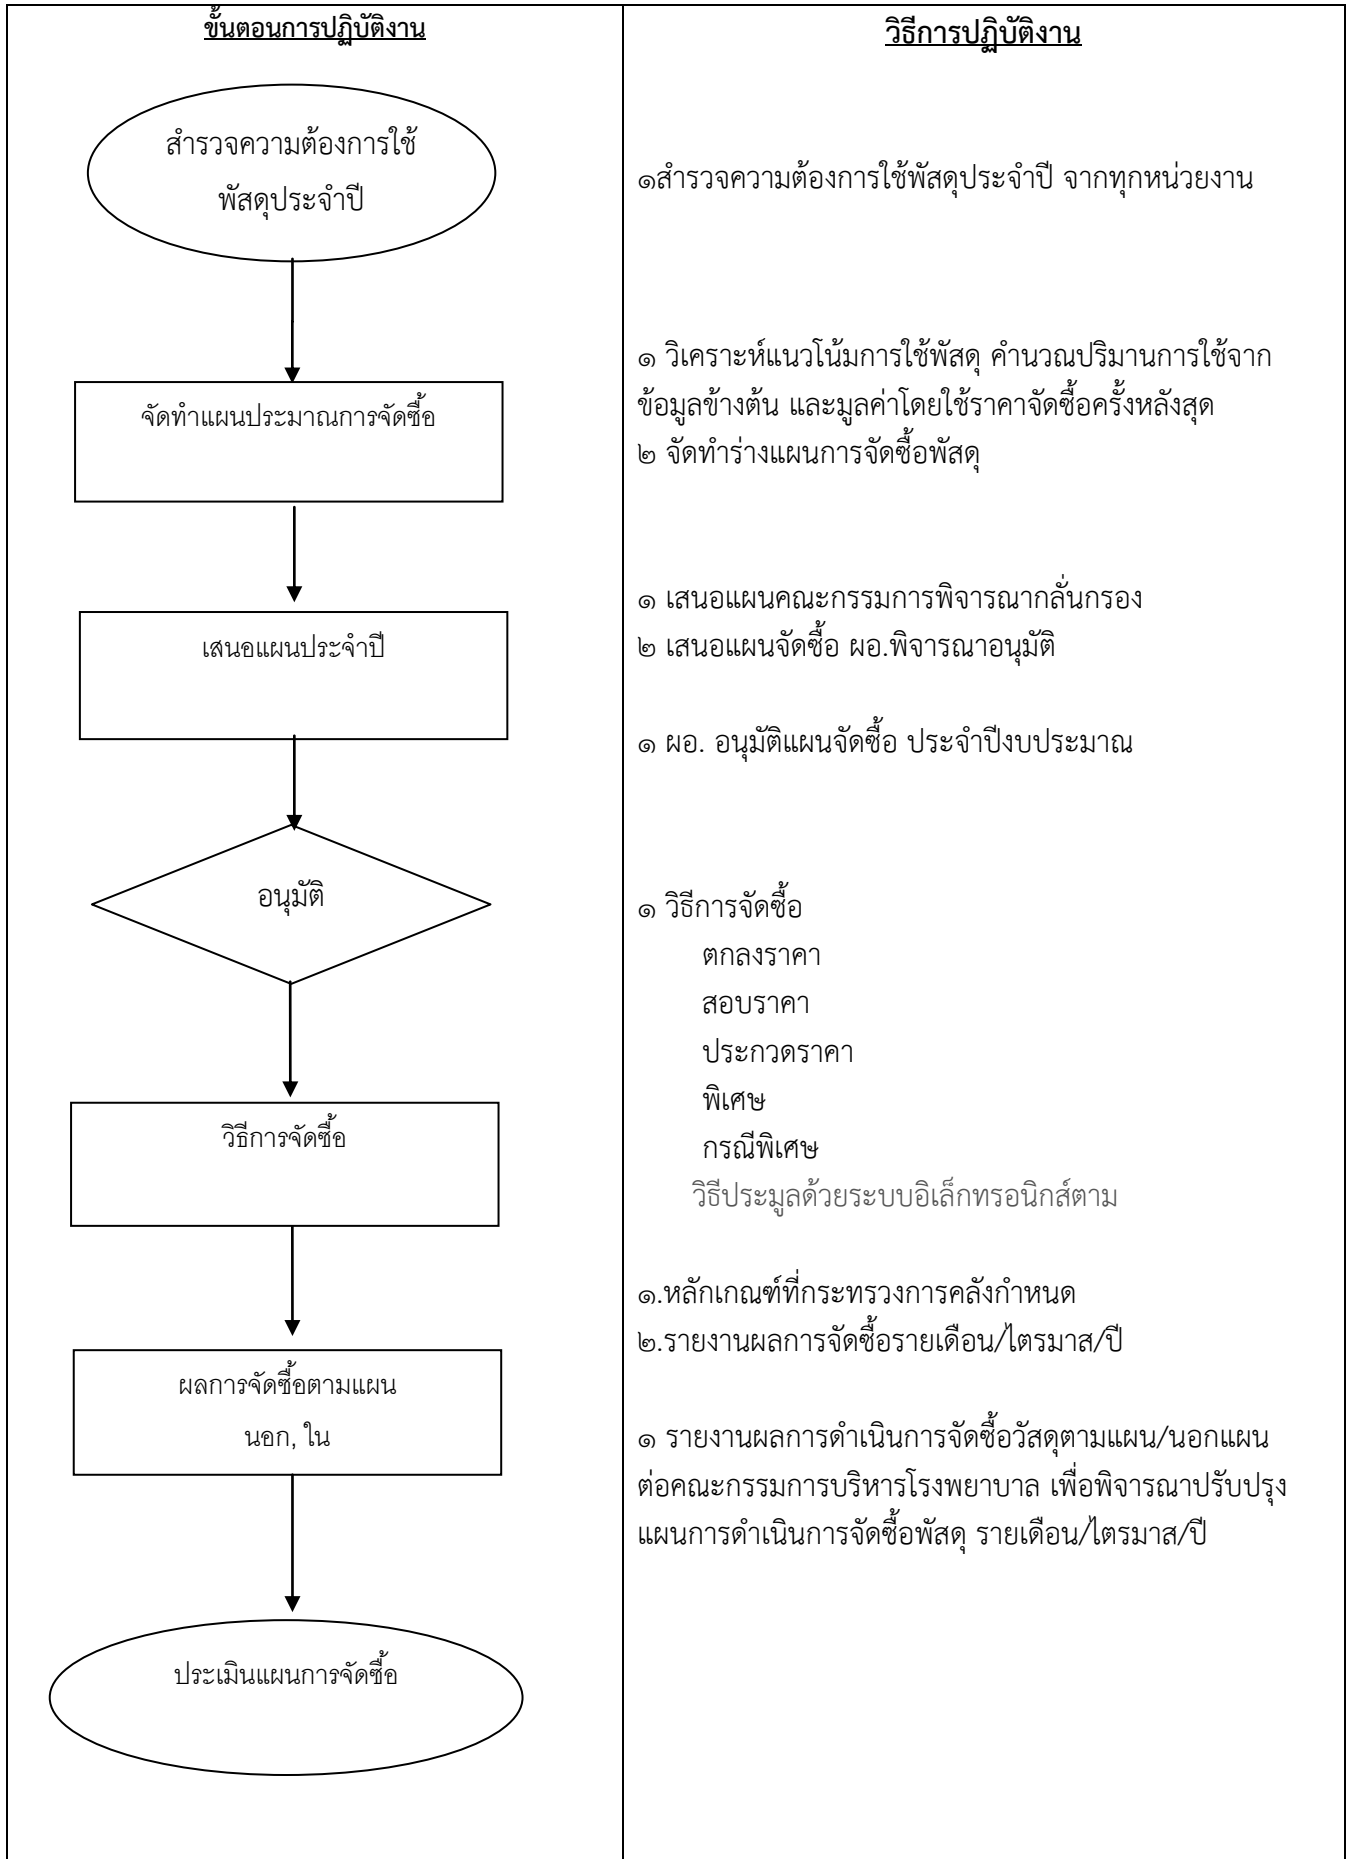 ขั้นตอนการปฏิบัติงาน
สำรวจความต้องการใช้
พัสดุประจำปี
จัดทำแผนประมาณการจัดซื้อ
เสนอแผนประจำปี
อนุมัติ
วิธีการจัดซื้อ
ผลการจัดซื้อตามแผน
นอก, ใน
ประเมินแผนการจัดซื้อ
วิธีการปฏิบัติงาน
๑สำรวจความต้องการใช้พัสดุประจำปี จากทุกหน่วยงาน
๑ วิเคราะห์แนวโน้มการใช้พัสดุ คำนวณปริมานการใช้จาก
ข้อมูลข้างต้น และมูลค่าโดยใช้ราคาจัดซื้อครั้งหลังสุด
๒ จัดทำร่างแผนการจัดซื้อพัสดุ
๑ เสนอแผนคณะกรรมการพิจารณากลั่นกรอง
๒ เสนอแผนจัดซื้อ ผอ.พิจารณาอนุมัติ
๑ ผอ. อนุมัติแผนจัดซื้อ ประจำปีงบประมาณ
๑ วิธีการจัดซื้อ
ตกลงราคา
สอบราคา
ประกวดราคา
พิเศษ
กรณีพิเศษ
วิธีประมูลด้วยระบบอิเล็กทรอนิกส์ตาม
๑.หลักเกณฑ์ที่กระทรวงการคลังกำหนด
๒.รายงานผลการจัดซื้อรายเดือน/ไตรมาส/ปี
๑ รายงานผลการดำเนินการจัดซื้อวัสดุตามแผน/นอกแผน
ต่อคณะกรรมการบริหารโรงพยาบาล เพื่อพิจารณาปรับปรุง
แผนการดำเนินการจัดซื้อพัสดุ รายเดือน/ไตรมาส/ปี